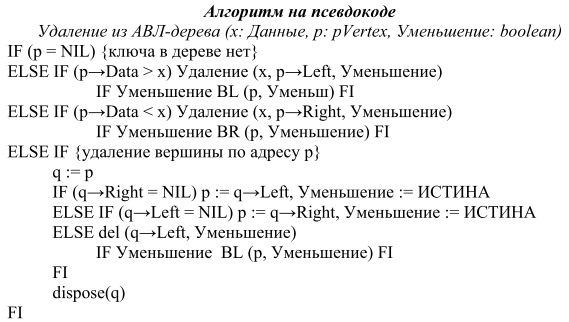 Алгоритм на псевдокоде
Удаление из АВЛ-дерева (x: Данные, p: pVertex, Уменьшение: boolean)
IF (p = NIL) {ключа в дереве нет}
ELSE IF (p→Data > x) Удаление (x, p→Left, Уменьшение)
IF Уменьшение BL (p, Уменьш) FI
ELSE IF (p→Data < x) Удаление (x, p→Right, Уменьшение)
IF Уменьшение BR (p, Уменьшение) FI
ELSE IF {удаление вершины по адресу p}
q := p
IF (q→Right = NIL) p := q→Left, Уменьшение := ИСТИНА
ELSE IF (q→Left = NIL) p := q→Right, Уменьшение := ИСТИНА
ELSE del (q→Left, Уменьшение)
IF Уменьшение BL (p, Уменьшение) FI
FI
dispose(q)
FI